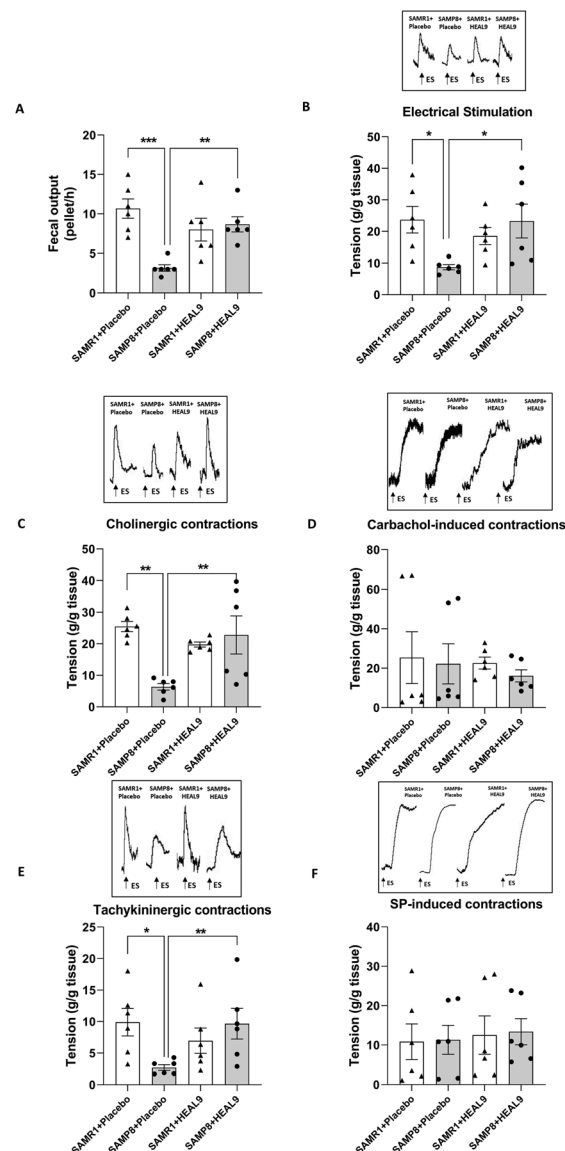 SAMR1+ SAMP8+ SAMR1+ SAMP8+
Placebo Placebo HEAL9 HEAL9
ES ES ES ES
A
B
Electrical Stimulation
Fecal output
(pellet/h)
20
15
10
5
0
*** **
SAMR1+Placebo
SAMP8+Placebo
SAMR1+HEAL9
SAMP8+HEAL9
Tension (g/g tissue)
50
40
30
20
10
0
* *
SAMR1+Placebo
SAMP8+Placebo
SAMR1+HEAL9
SAMP8+HEAL9
SAMR1+ SAMP8+ SAMR1+ SAMP8+
Placebo Placebo HEAL9 HEAL9
ES ES ES ES
C
Cholinergic contractions
Tension (g/g tissue)
50
40
30
20
10
0
** **
SAMR1+Placebo
SAMP8+Placebo
SAMR1+HEAL9
SAMP8+HEAL9
SAMR1+ SAMP8+ SAMR1+ SAMP8+
Placebo Placebo HEAL9 HEAL9
ES ES ES ES
D
Carbachol-induced contractions
Tension (g/g tissue)
80
60
40
20
0
SAMR1+Placebo
SAMP8+Placebo
SAMR1+HEAL9
SAMP8+HEAL9
SAMR1+ SAMP8+ SAMR1+ SAMP8+
Placebo Placebo HEAL9 HEAL9
ES ES ES ES
E
Tachykininergic contractions
Tension (g/g tissue)
25
20
15
10
5
0
* **
SAMR1+Placebo
SAMP8+Placebo
SAMR1+HEAL9
SAMP8+HEAL9
SAMR1+ SAMP8+ SAMR1+ SAMP8+
Placebo Placebo HEAL9 HEAL9
ES ES ES ES
F
SP-induced contractions
Tension (g/g tissue)
40
30
20
10
0
SAMR1+Placebo
SAMP8+Placebo
SAMR1+HEAL9
SAMP8+HEAL9